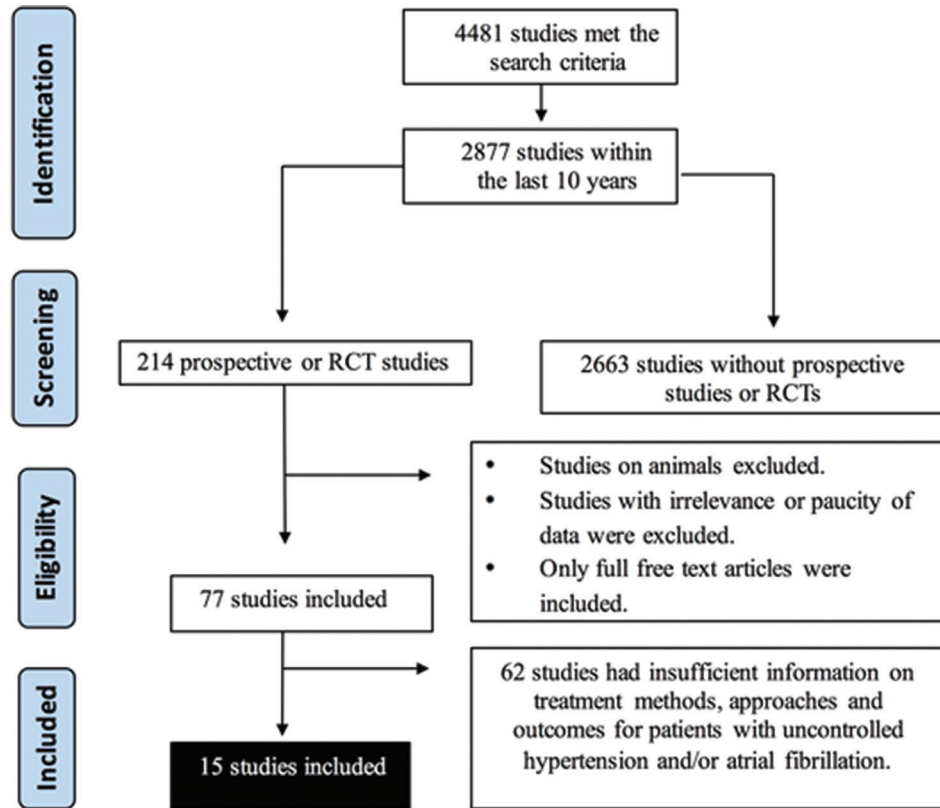 Identification
4481 studies met the
search criteria
2877 studies within
the last 10 years
Screening
214 prospective or RCT studies
2663 studies without prospective
studies or RCTs
Eligibility
• Studies on animals excluded.
• Studies with irrelevance or paucity of
data were excluded.
• Only full free text articles were
included.
77 studies included
Included
62 studies had insufficient information on
treatment methods, approaches and
outcomes for patients with uncontrolled
hypertension and/or atrial fibrillation.
15 studies included